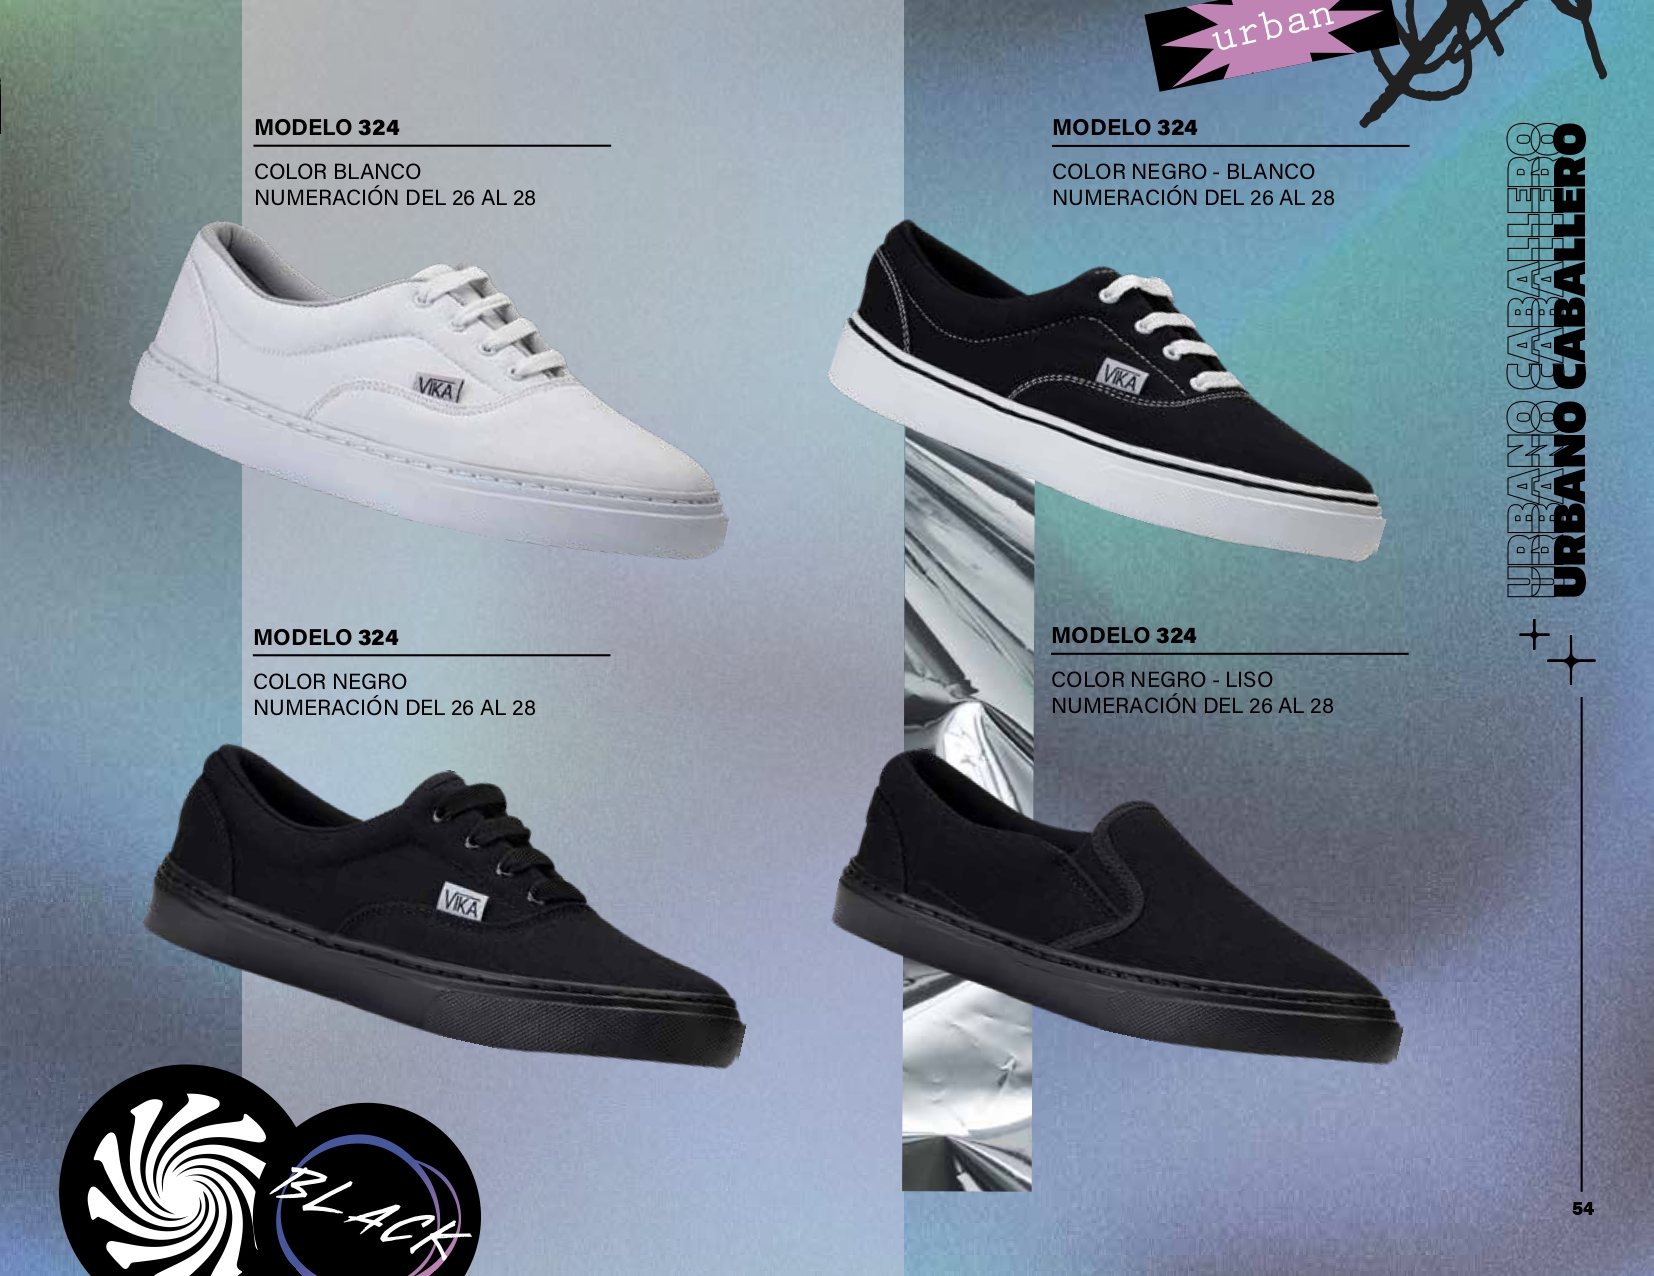 urban
MODELO 324
COLOR BLANCO
NUMERACIÓN DEL 26 AL 28
VIKA
MODELO 324
COLOR NEGRO - BLANCO
NUMERACIÓN DEL 26 AL 28
VIKA
URBANO CABALLERO
URBANO CABALLERO
URBANO CABALLERO
MODELO 324
COLOR NEGRO
NUMERACIÓN DEL 26 AL 28
VIKA
MODELO 324
COLOR NEGRO - LISO
NUMERACIÓN DEL 26 AL 28
BLACK
54